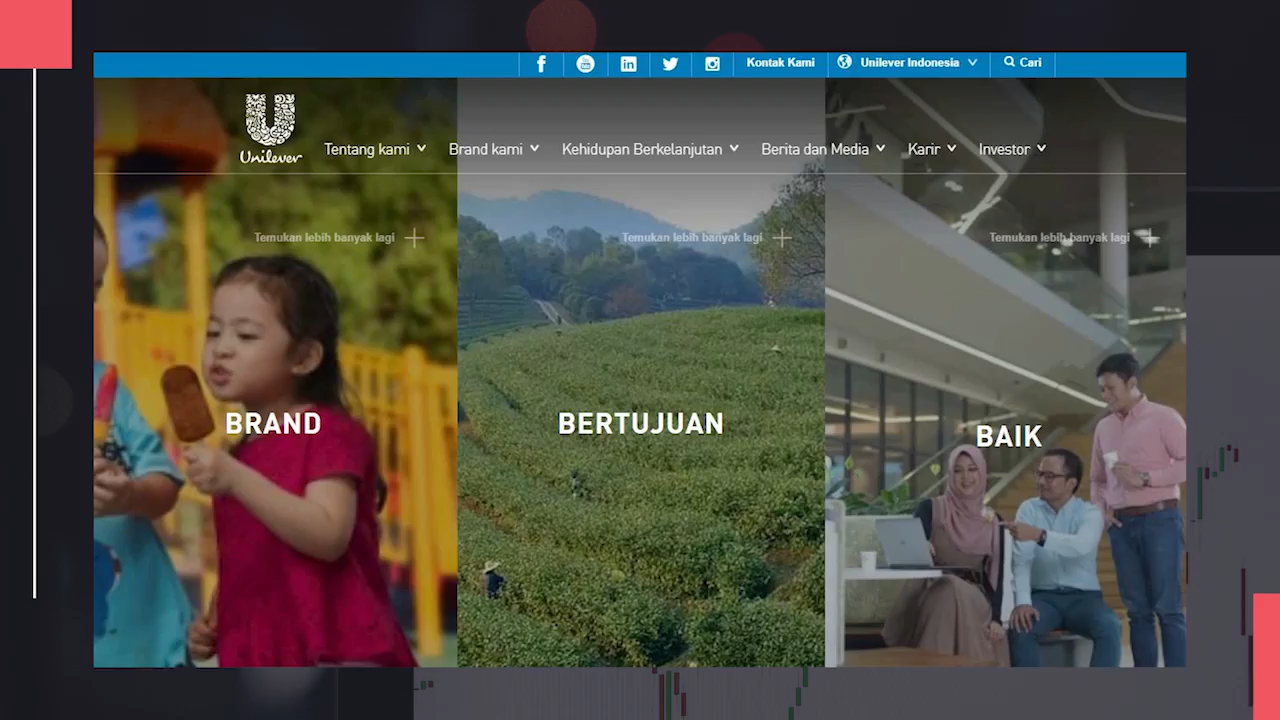 Kontak Kami
Unilever Indonesia
Cari
Unilever
Tentang kami
Brand kami
Kehidupan Berkelanjutan
Berita dan Media
Karir
Investor
Temukan lebih banyak lagi
Temukan lebih banyak lagi
Temukan lebih banyak lagi
BRAND
BERTUJUAN
BAIK